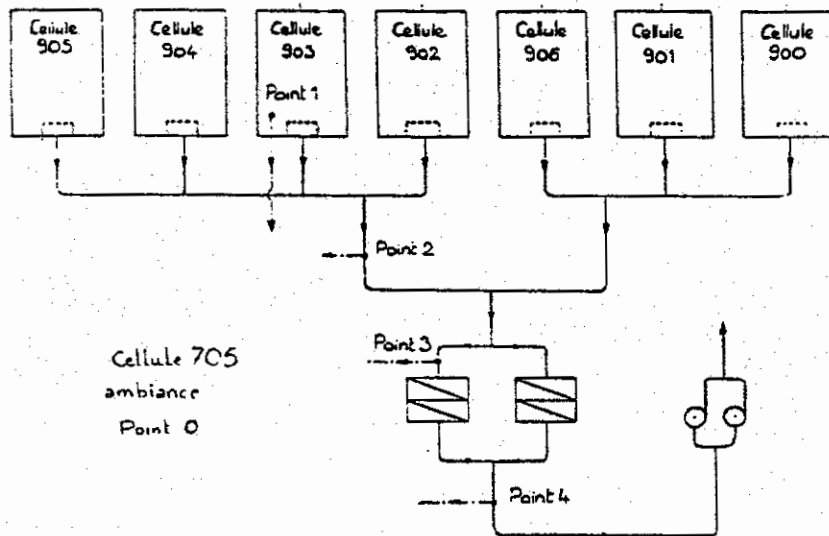 Cellule
905
Cellule
904
Cellule
903
Cellule
902
Cellule
906
Cellule
901
Cellule
900
Point 1
Point 2
Point 3
Cellule 705
ambiance
Point 0
Point 4